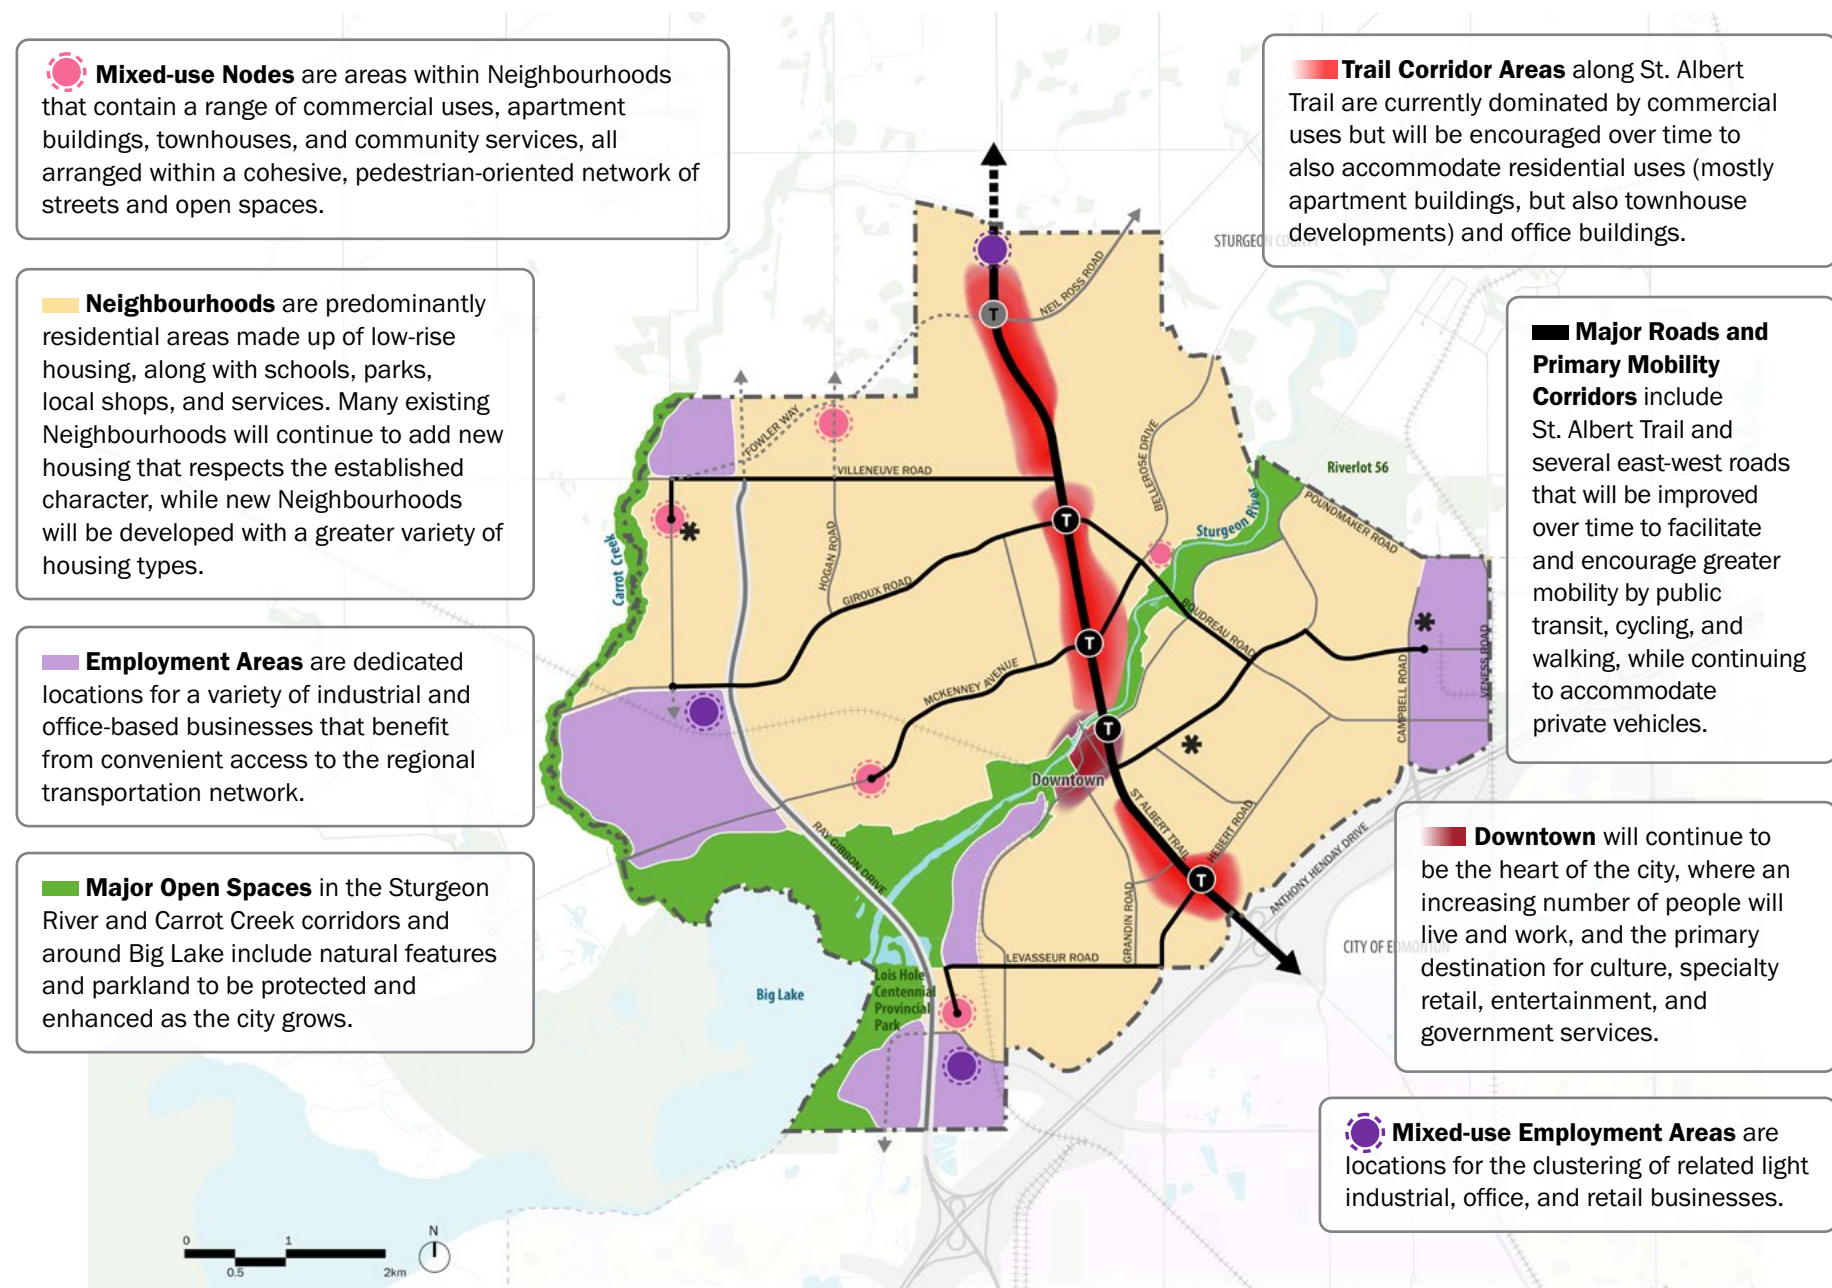 Mixed-use Nodes are areas within Neighbourhoods
that contain a range of commercial uses, apartment
buildings, townhouses, and community services, all
arranged within a cohesive, pedestrian-oriented network of
streets and open spaces.
Neighbourhoods are predominantly
residential areas made up of low-rise
housing, along with schools, parks,
local shops, and services. Many existing
Neighbourhoods will continue to add new
housing that respects the established
character, while new Neighbourhoods
will be developed with a greater variety of
housing types.
Employment Areas are dedicated
locations for a variety of industrial and
office-based businesses that benefit
from convenient access to the regional
transportation network.
Major Open Spaces in the Sturgeon
River and Carrot Creek corridors and
around Big Lake include natural features
and parkland to be protected and
enhanced as the city grows.
Trail Corridor Areas along St. Albert
Trail are currently dominated by commercial
uses but will be encouraged over time to
also accommodate residential uses (mostly
apartment buildings, but also townhouse
developments) and office buildings.
Major Roads and
Primary Mobility
Corridors include
St. Albert Trail and
several east-west roads
that will be improved
over time to facilitate
and encourage greater
mobility by public
transit, cycling, and
walking, while continuing
to accommodate
private vehicles.
Downtown will continue to
be the heart of the city, where an
increasing number of people will
live and work, and the primary
destination for culture, specialty
retail, entertainment, and
government services.
Mixed-use Employment Areas are
locations for the clustering of related light
industrial, office, and retail businesses.
STURGEON COUNTY
NEIL ROSS ROAD
T
FOWLER WAY
VILLENEUVE ROAD
BELLEROSE DRIVE
Riverlot 56
POUNDMAKER ROAD
Sturgeon River
T
*
HOGAN ROAD
Carrot Creek
GIROUX ROAD
BOUDREAU ROAD
*
T
MCKENNEY AVENUE
CAMPBELL ROAD
VENESS ROAD
T
*
Downtown
ST ALBERT TRAIL
HEBERT ROAD
RAY GIBBON DRIVE
ANTHONY HENDAY DRIVE
T
GRANDIN ROAD
CITY OF EDMONTON
LEVASSEUR ROAD
Lois Hole
Centennial
Provincial
Park
Big Lake
0
1
0.5
2km
N